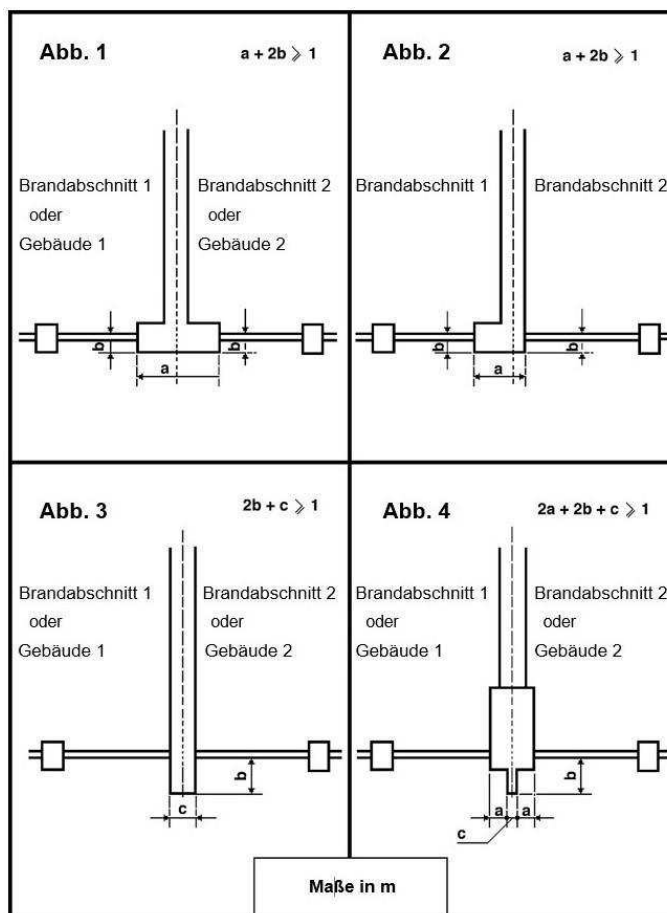 Abb. 1
a + 2b ⩾ 1
Brandabschnitt 1
oder
Gebäude 1
Brandabschnitt 2
oder
Gebäude 2
b
b
a
Abb. 2
a + 2b ⩾ 1
Brandabschnitt 1
Brandabschnitt 2
b
b
a
Abb. 3
2b + c ⩾ 1
Brandabschnitt 1
oder
Gebäude 1
Brandabschnitt 2
oder
Gebäude 2
b
c
Abb. 4
2a + 2b + c ⩾ 1
Brandabschnitt 1
oder
Gebäude 1
Brandabschnitt 2
oder
Gebäude 2
b
a
a
c
Maße in m